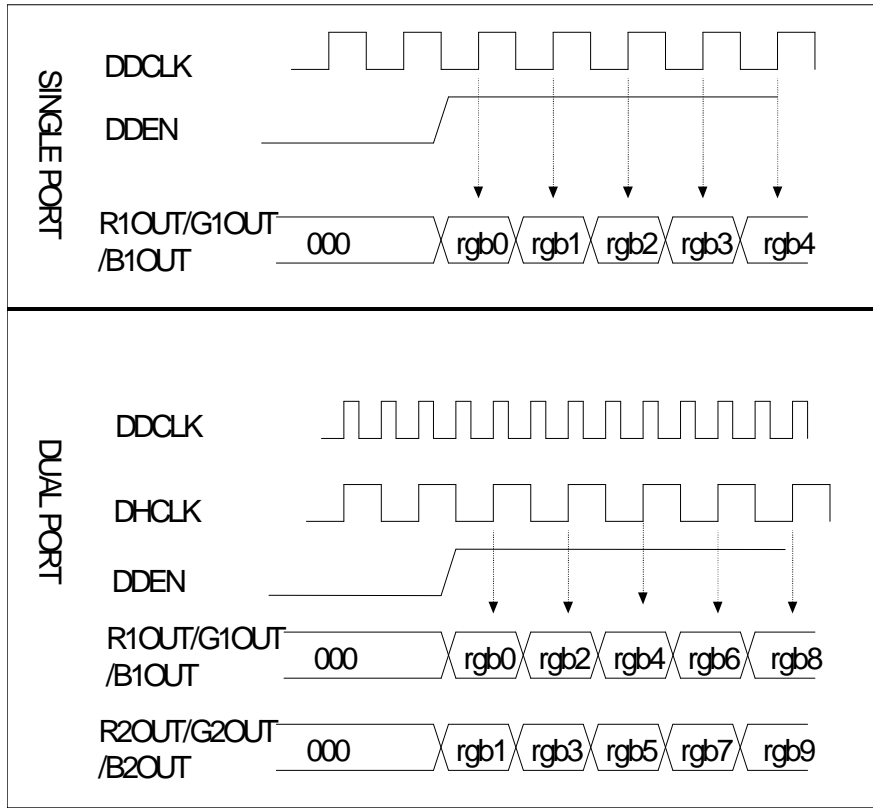 SINGLE PORT
DDCLK
DDEN
R1OUT/G1OUT
/B1OUT
000 rgb0 rgb1 rgb2 rgb3 rgb4
DUAL PORT
DDCLK
DHCLK
DDEN
R1OUT/G1OUT
/B1OUT
000 rgb0 rgb2 rgb4 rgb6 rgb8
R2OUT/G2OUT
/B2OUT
000 rgb1 rgb3 rgb5 rgb7 rgb9